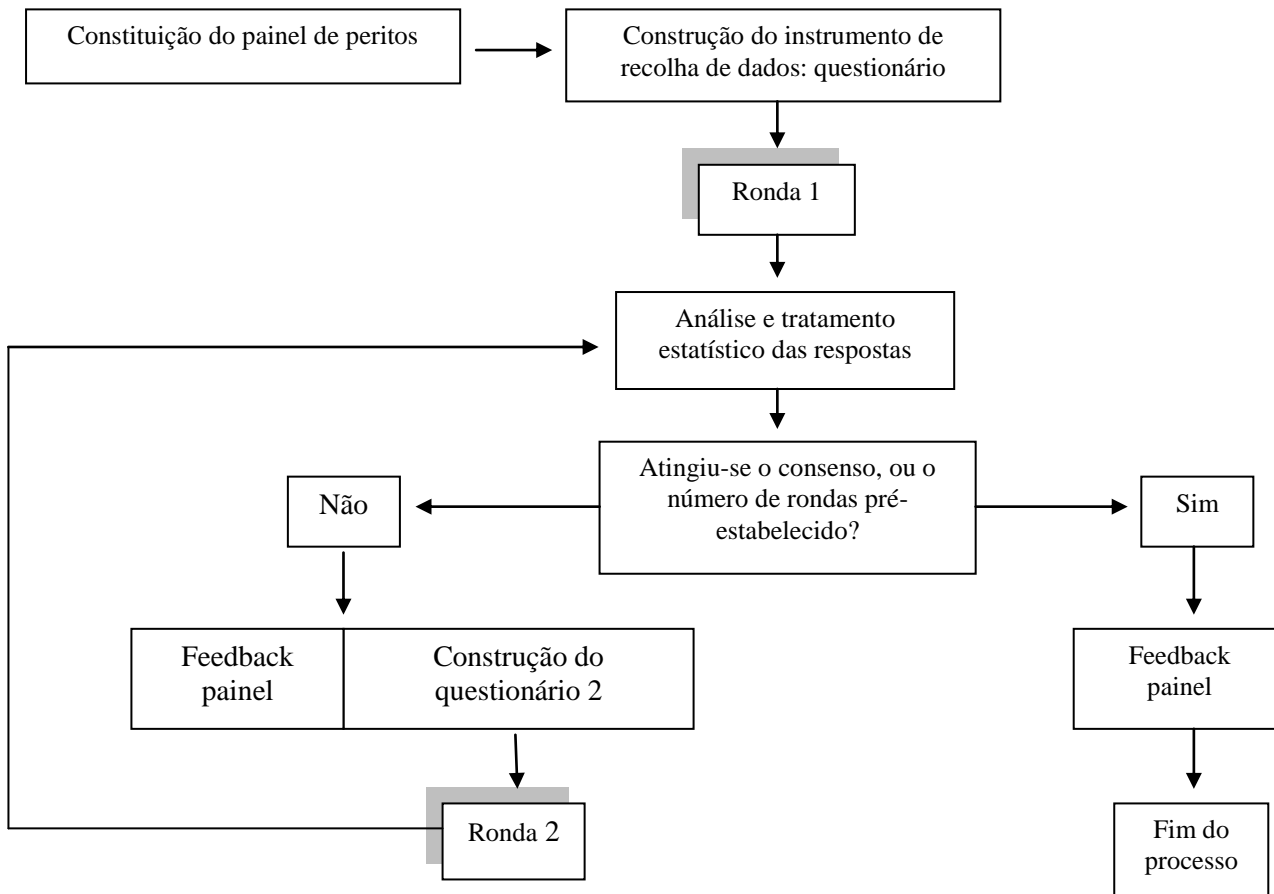 Constituição do painel de peritos
Construção do instrumento de
recolha de dados: questionário
Ronda 1
Análise e tratamento
estatístico das respostas
Atingiu-se o consenso, ou o
número de rondas pré-
estabelecido?
Não
Sim
Feedback
painel
Construção do
questionário 2
Feedback
painel
Ronda 2
Fim do
processo